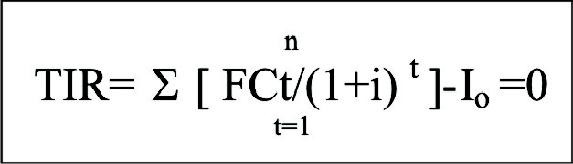 n
TIR= Σ [ FCt/(1+i) t ]-Io =0
t=1